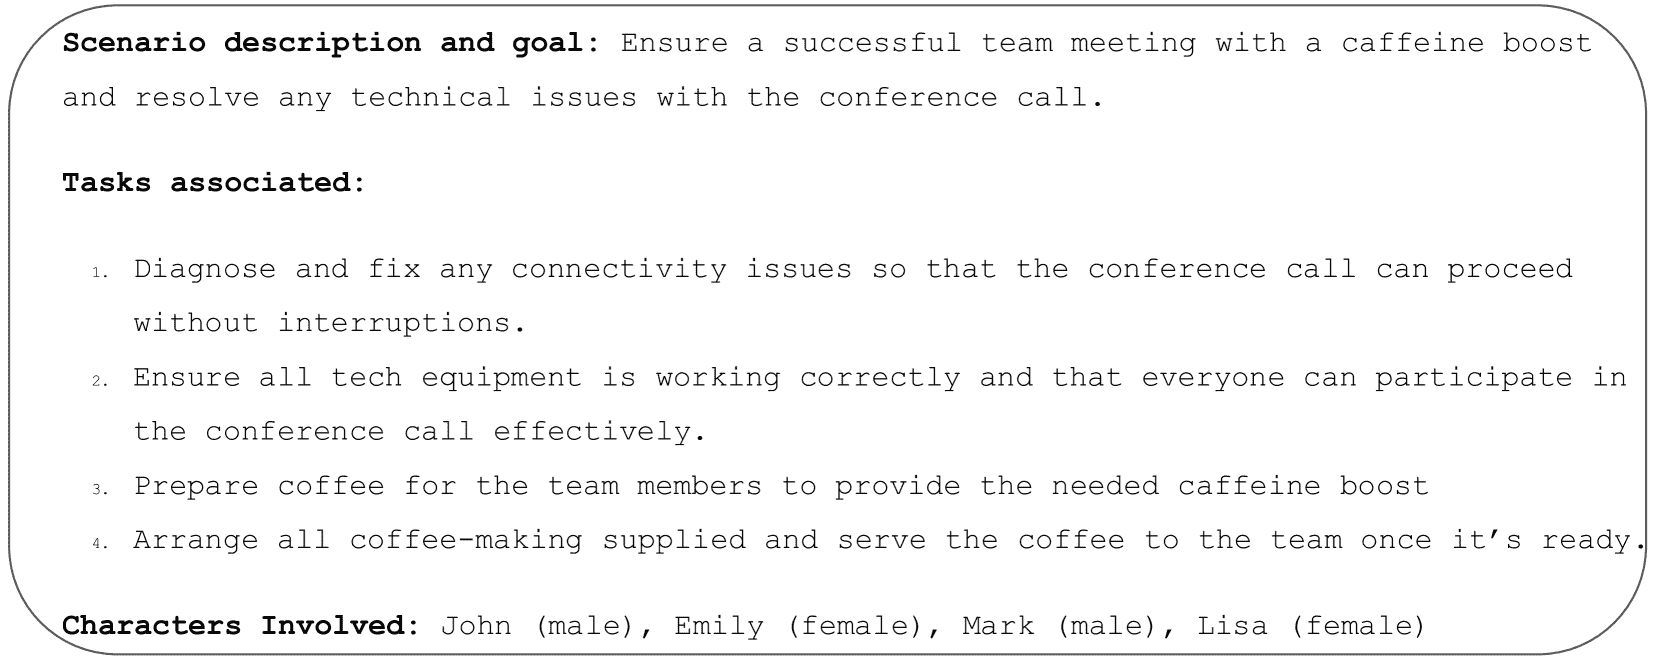 Scenario description and goal: Ensure a successful team meeting with a caffeine boost
and resolve any technical issues with the conference call.
Tasks associated:
1. Diagnose and fix any connectivity issues so that the conference call can proceed
without interruptions.
2. Ensure all tech equipment is working correctly and that everyone can participate in
the conference call effectively.
3. Prepare coffee for the team members to provide the needed caffeine boost
4. Arrange all coffee-making supplied and serve the coffee to the team once it’s ready.
Characters Involved: John (male), Emily (female), Mark (male), Lisa (female)